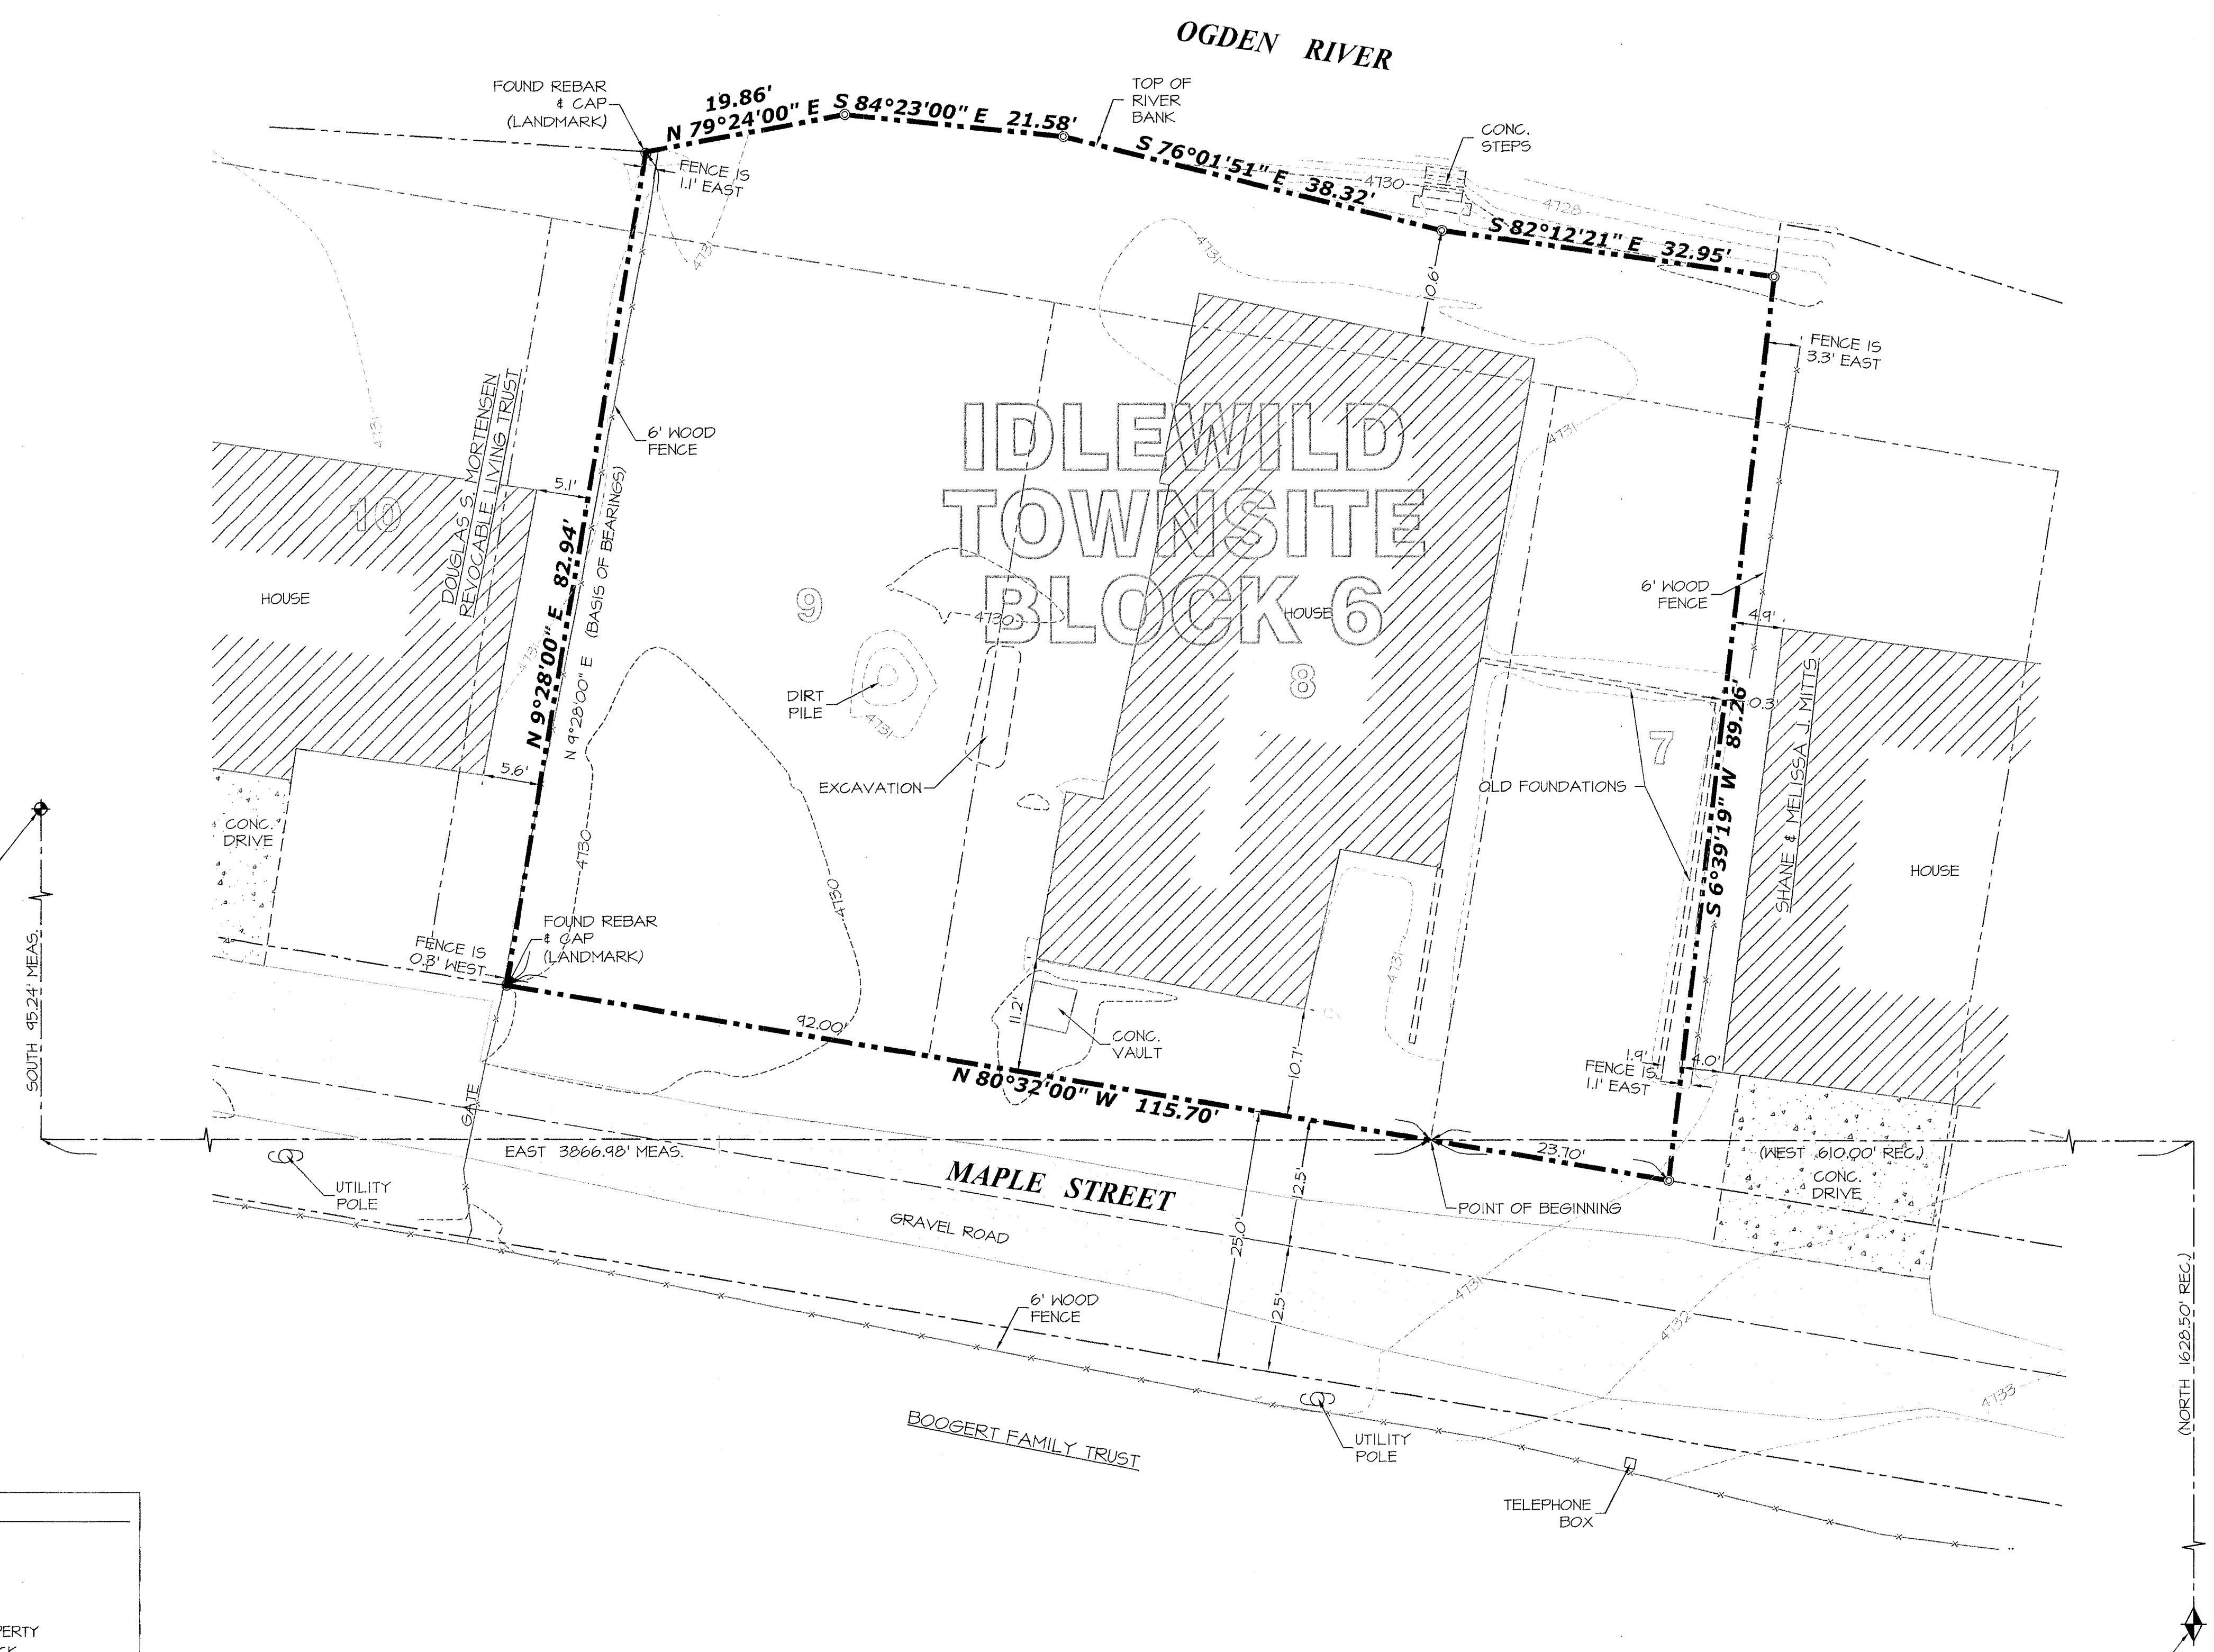 OGDEN RIVER
FOUND REBAR
& CAP
(LANDMARK)
19.86'
N 79°24'00" E
S 84°23'00" E 21.58'
TOP OF
RIVER
BANK
S 76°01'51" E 38.32'
CONC.
STEPS
4730
4728
S 82°12'21" E 32.95'
FENCE IS
1.1' EAST
4731
4731
10.6'
FENCE IS
3.3' EAST
4731
DOUGLAS S. MORTENSEN
REVOCABLE LIVING TRUST
6' WOOD
FENCE
4731
IDLEWILD
TOWNSITE
BLOCK 6
5.1'
10
HOUSE
N 9°28'00" E 82.94'
N 9°28'00" E (BASIS OF BEARINGS)
9
4730
HOUSE
8
6' WOOD
FENCE
4.9'
DIRT
PILE
4731
EXCAVATION
0.3'
7
OLD FOUNDATIONS
S 6°39'19" W 89.26'
SHANE & MELISSA J. MITTS
HOUSE
5.6'
CONC.
DRIVE
4730
4730
FOUND REBAR
& CAP
(LANDMARK)
FENCE IS
0.3' WEST
SOUTH 95.24' MEAS.
92.00'
11.2'
CONC.
VAULT
4731
10.7'
1.9'
FENCE IS
1.1' EAST
4.0'
N 80°32'00" W 115.70'
GATE
EAST 3866.98' MEAS.
23.70'
(WEST 610.00' REC.)
CONC.
DRIVE
UTILITY
POLE
MAPLE STREET
POINT OF BEGINNING
GRAVEL ROAD
25.0'
12.5'
12.5'
6' WOOD
FENCE
4731
4732
4733
(NORTH 1628.50' REC.)
BOOGERT FAMILY TRUST
UTILITY
POLE
TELEPHONE
BOX
PERTY